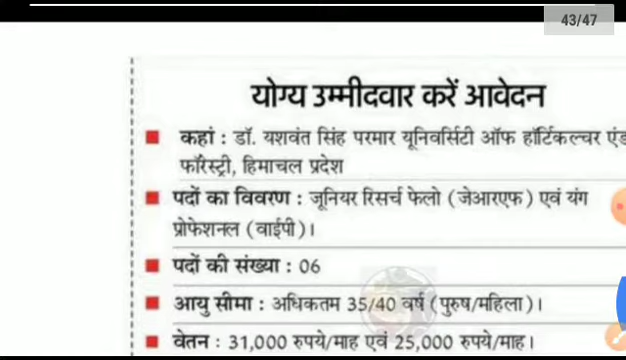 43/47
योग्य उम्मीदवार करें आवेदन
कहां : डॉ. यशवंत सिंह परमार यूनिवर्सिटी ऑफ हॉर्टिकल्चर एंड
फॉरेस्ट्री, हिमाचल प्रदेश
पदों का विवरण : जूनियर रिसर्च फेलो (जेआरएफ) एवं यंग
प्रोफेशनल (वाईपी)।
पदों की संख्या : 06
आयु सीमा : अधिकतम 35/40 वर्ष (पुरुष/महिला)।
वेतन : 31,000 रुपये/माह एवं 25,000 रुपये/माह।